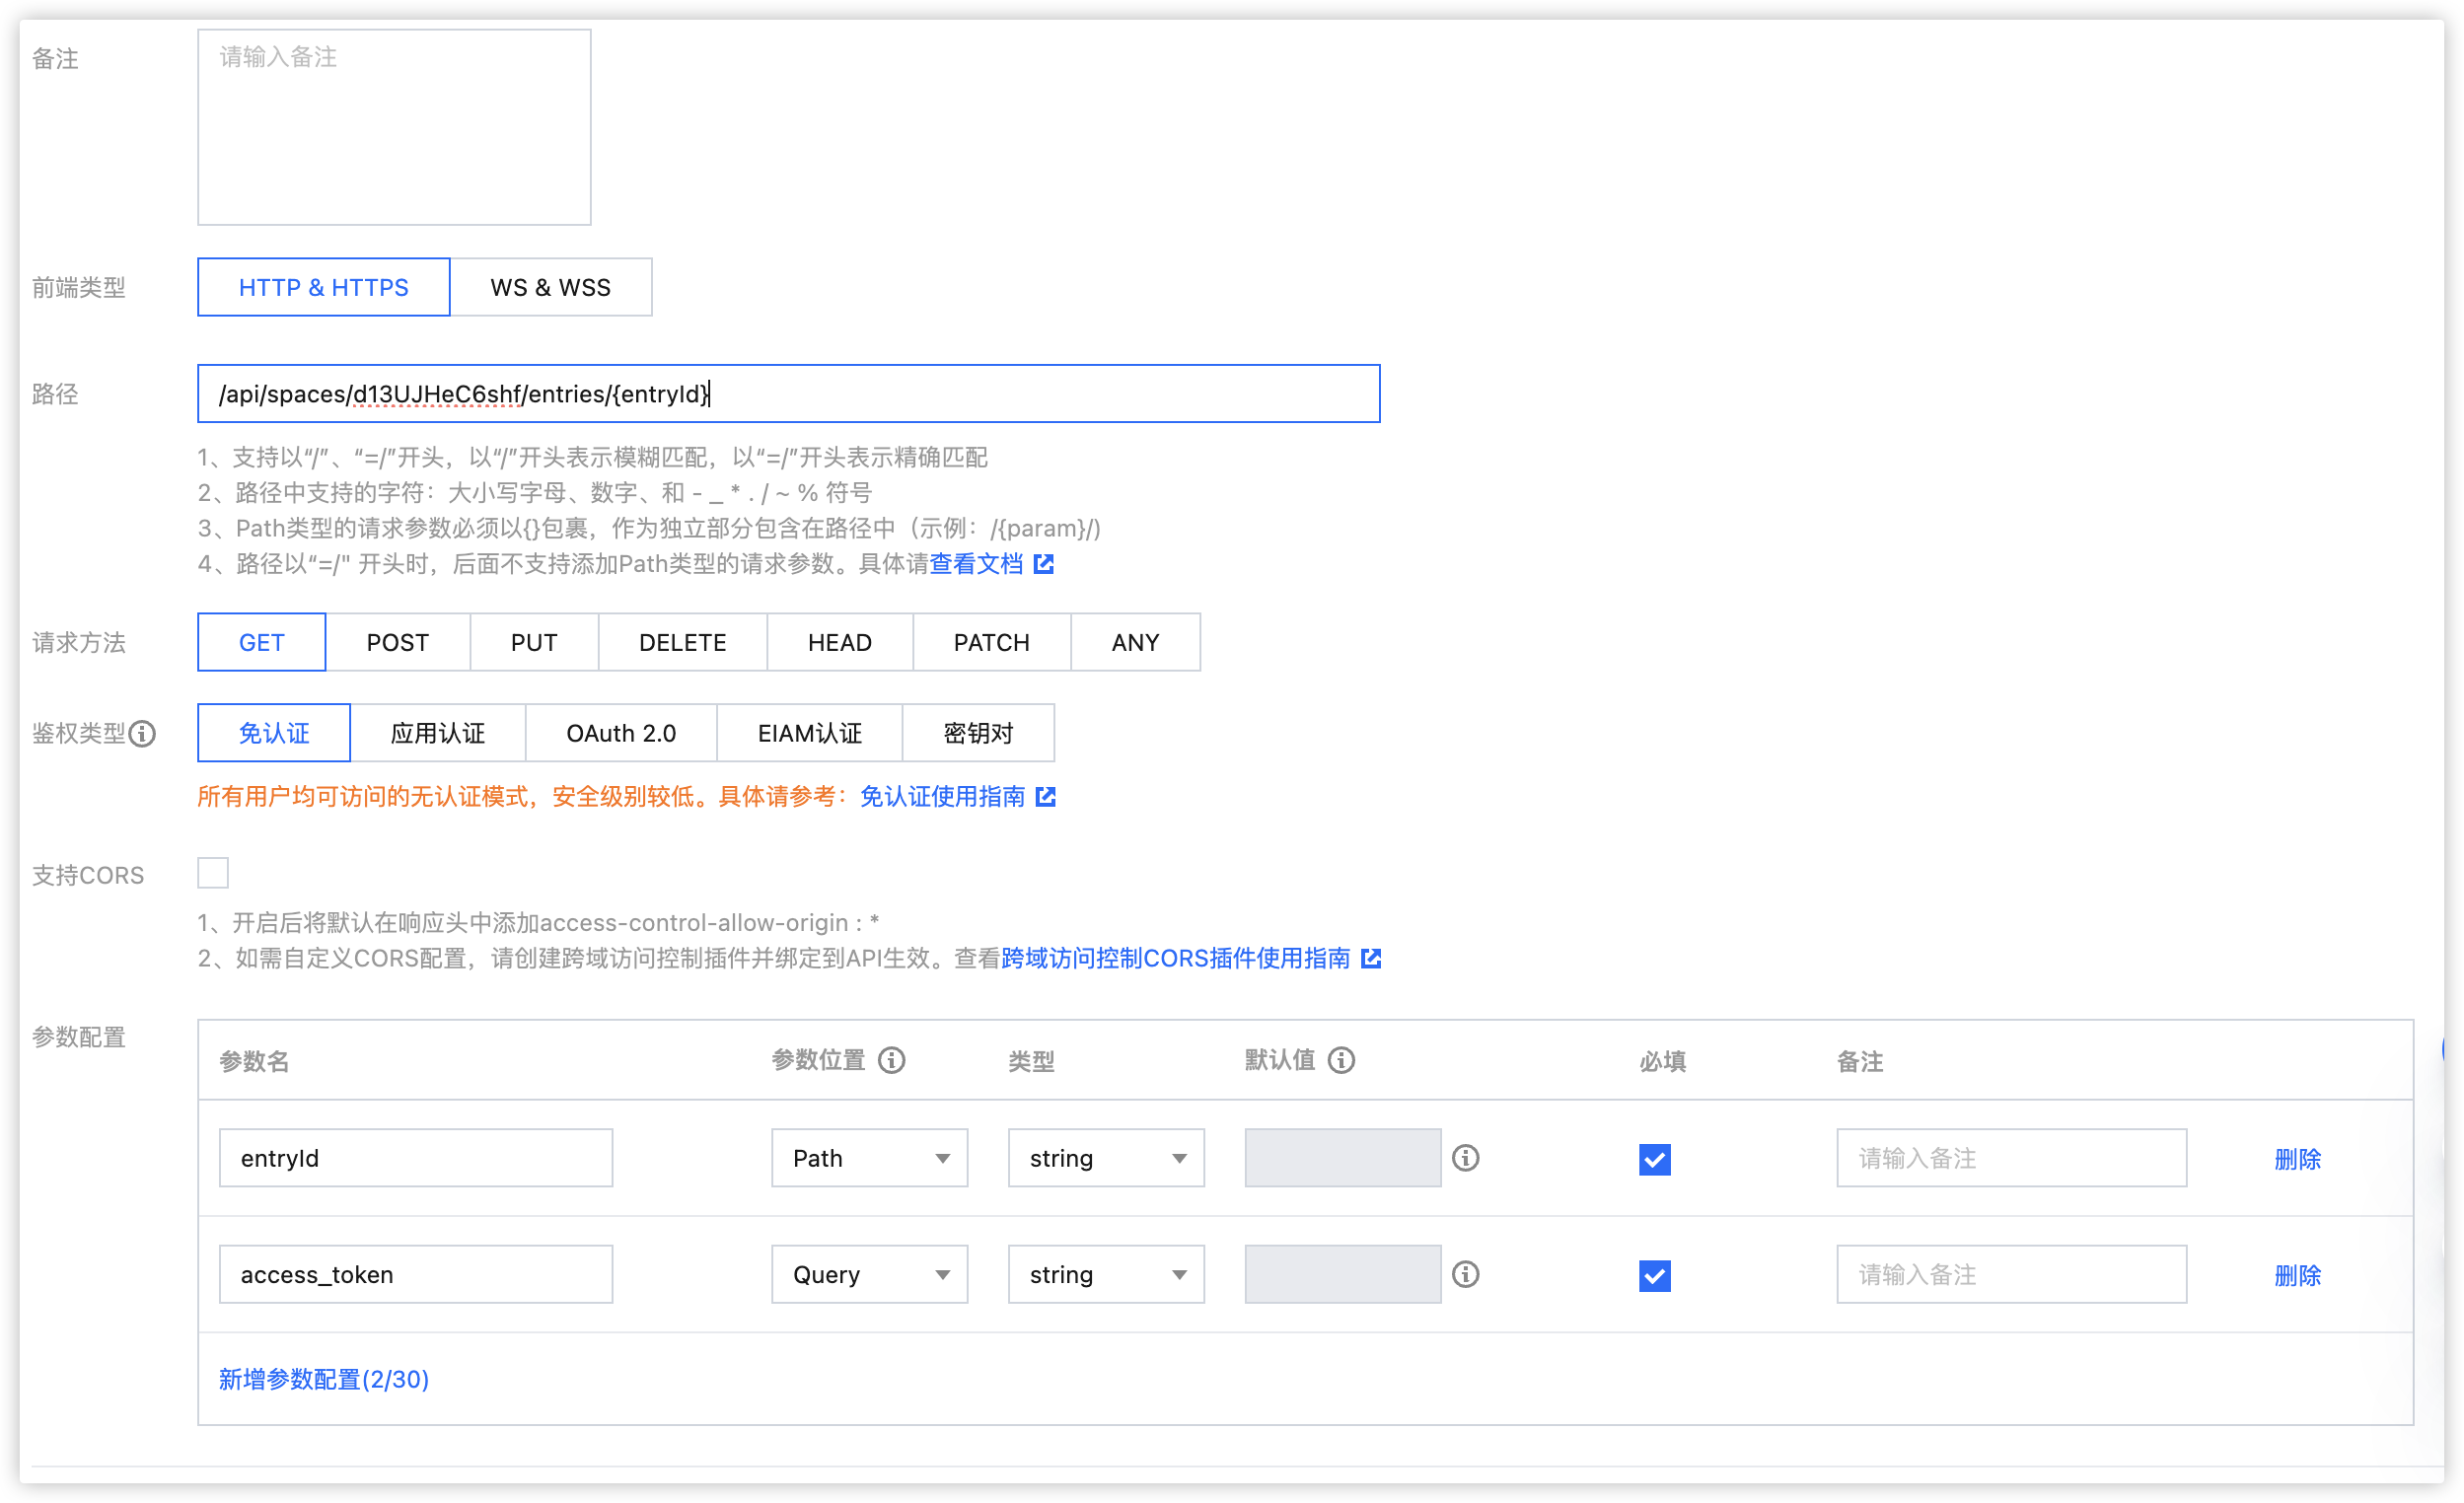 备注 请输入备注
前端类型 HTTP & HTTPS WS & WSS
路径 /api/spaces/d13UJHeC6shf/entries/{entryId}
1、支持以“/”、“=/”开头，以“/”开头表示模糊匹配，以“=/”开头表示精确匹配
2、路径中支持的字符：大小写字母、数字、和 - _ * . / ~ % 符号
3、Path类型的请求参数必须以{}包裹，作为独立部分包含在路径中（示例：/{param}/)
4、路径以“=/" 开头时，后面不支持添加Path类型的请求参数。具体请查看文档
请求方法 GET POST PUT DELETE HEAD PATCH ANY
鉴权类型 免认证 应用认证 OAuth 2.0 EIAM认证 密钥对
所有用户均可访问的无认证模式，安全级别较低。具体请参考：免认证使用指南
支持CORS
1、开启后将默认在响应头中添加access-control-allow-origin : *
2、如需自定义CORS配置，请创建跨域访问控制插件并绑定到API生效。查看跨域访问控制CORS插件使用指南
参数配置 参数名 参数位置 类型 默认值 必填 备注
entryId Path string 请输入备注 删除
access_token Query string 请输入备注 删除
新增参数配置(2/30)